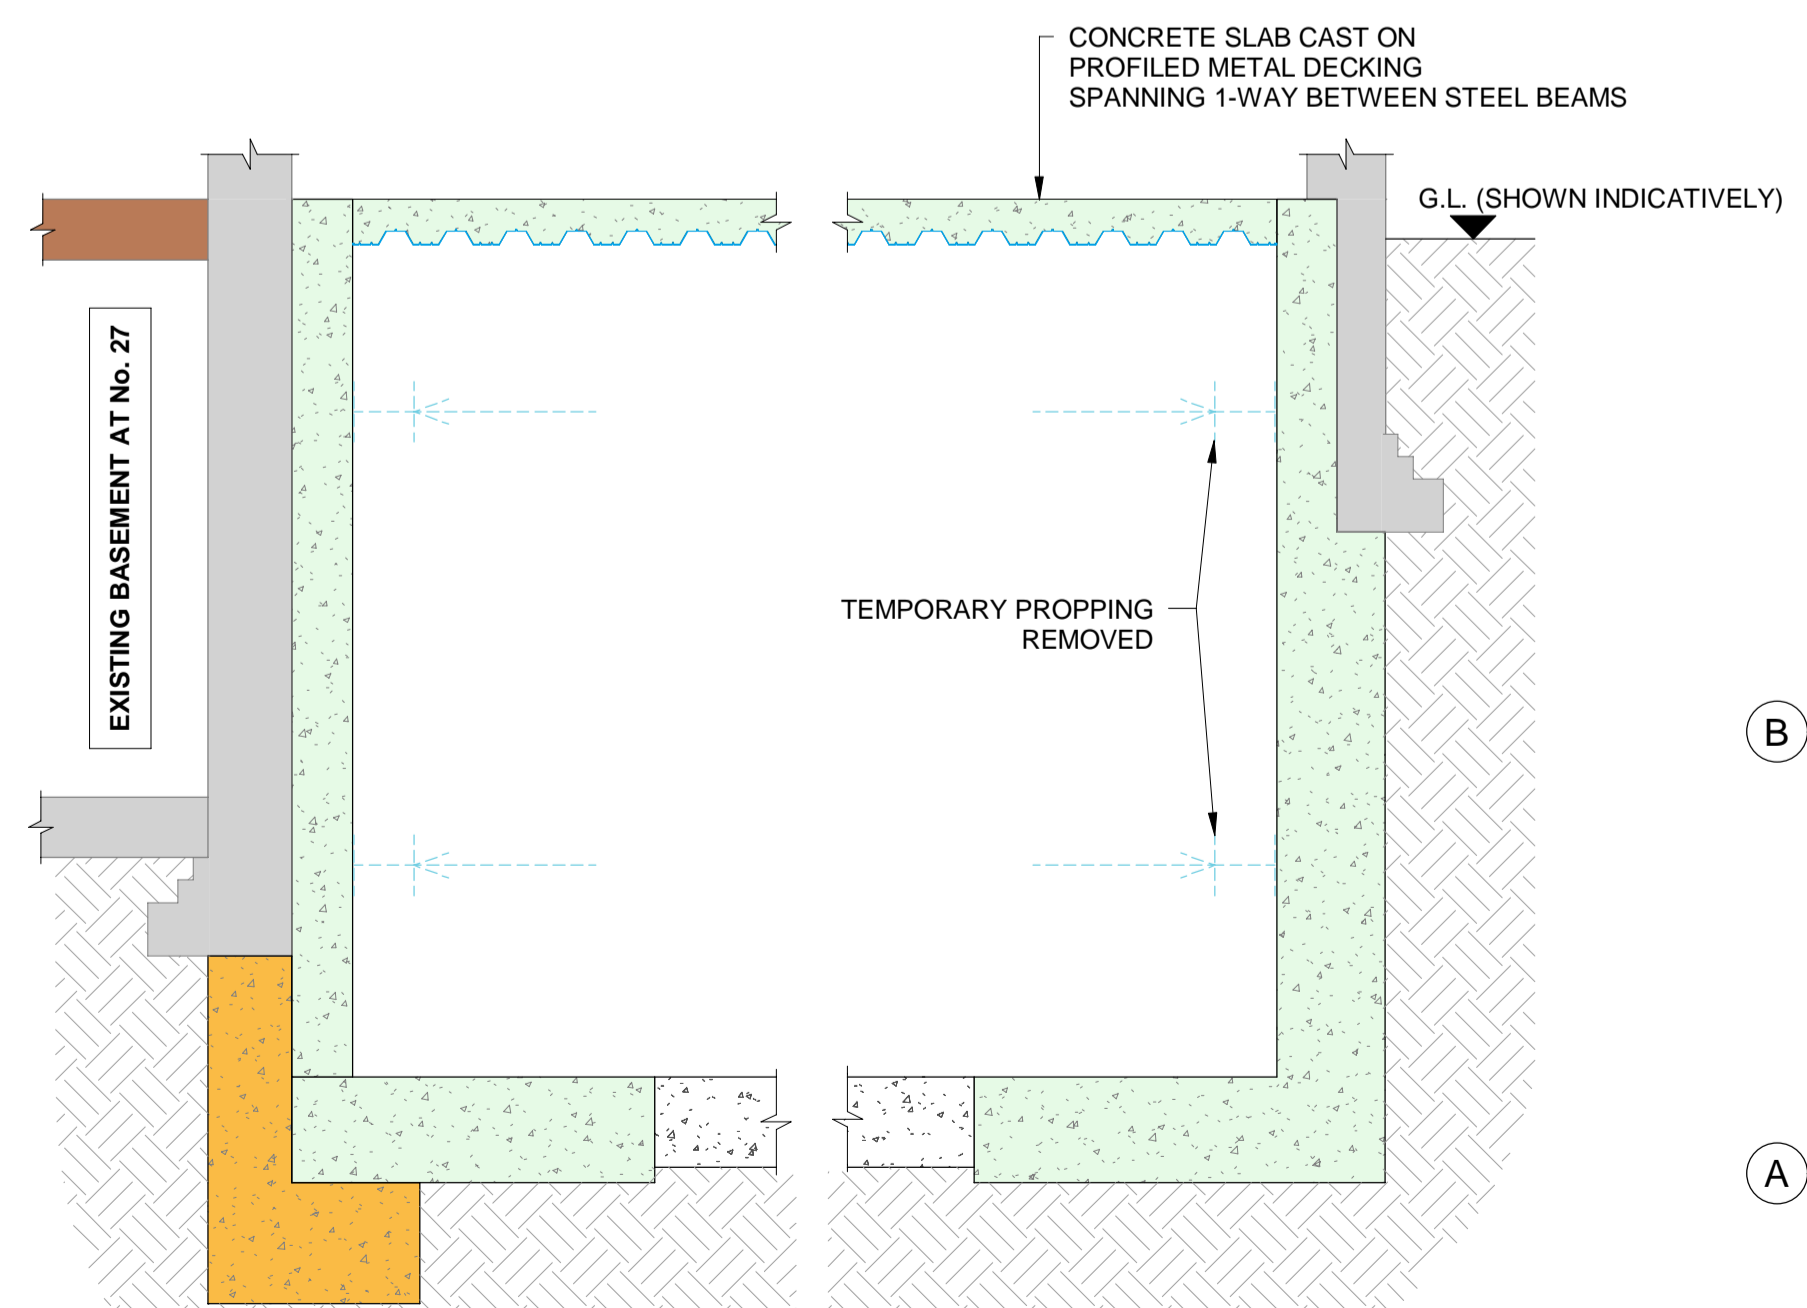 CONCRETE SLAB CAST ON
PROFILED METAL DECKING
SPANNING 1-WAY BETWEEN STEEL BEAMS
G.L. (SHOWN INDICATIVELY)
EXISTING BASEMENT AT No. 27
TEMPORARY PROPPING
REMOVED
B
A